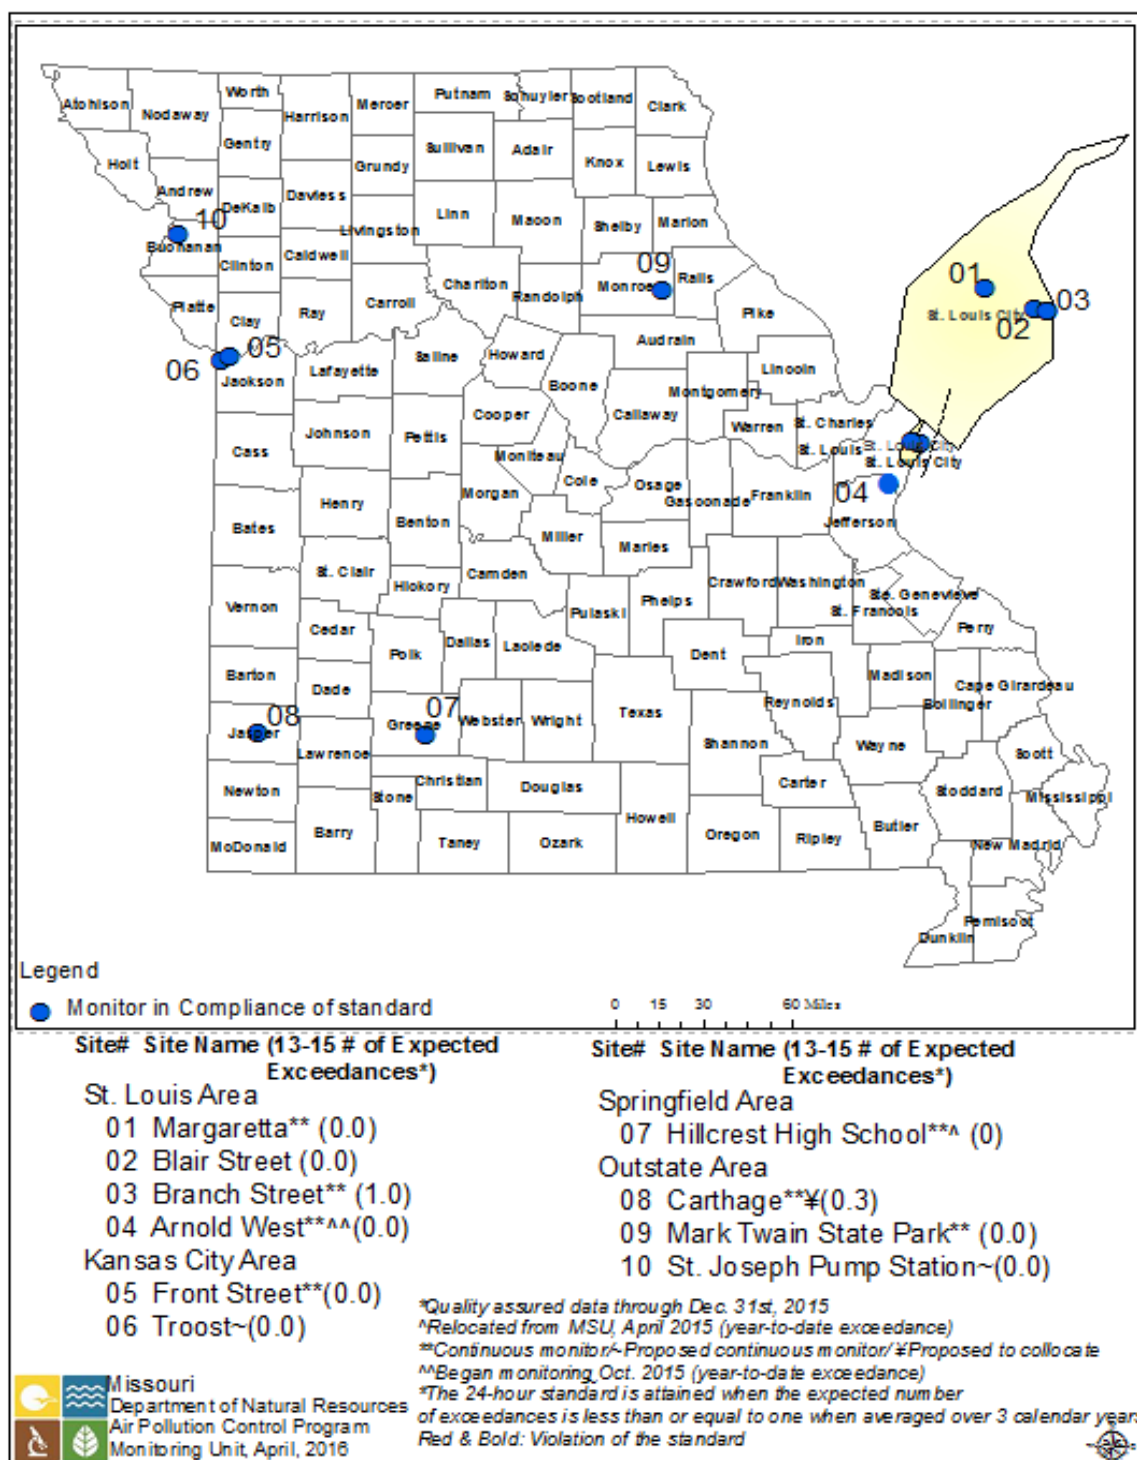 Atchison
Nodaway
Worth
Harrison
Mercer
Putnam
Schuyler
Scotland
Clark
Holt
Gentry
Sullivan
Adair
Knox
Lewis
Andrew
DeKalb
Daviess
Grundy
Linn
Macon
Shelby
Marion
10
Buchanan
Clinton
Caldwell
Livingston
Chariton
Randolph
09
Monroe
Ralls
Platte
Clay
Ray
Carroll
Pike
01
St. Louis City
02
03
06
05
Jackson
Lafayette
Saline
Howard
Boone
Audrain
Lincoln
Montgomery
Cass
Johnson
Pettis
Cooper
Moniteau
Callaway
Warren
St. Charles
St. Louis
St. Louis City
St. Louis City
Cole
Osage
Gasconade
Franklin
04
Jefferson
Bates
Henry
Benton
Morgan
Miller
Maries
Vernon
St. Clair
Hickory
Camden
Pulaski
Phelps
Crawford
Washington
Ste. Genevieve
St. Francois
Perry
Cedar
Polk
Dallas
Laclede
Dent
Iron
Barton
Dade
Madison
Cape Girardeau
Bollinger
Reynolds
08
Jasper
Lawrence
07
Greene
Webster
Wright
Texas
Shannon
Wayne
Scott
Newton
Stone
Christian
Douglas
Howell
Carter
Stoddard
Mississippi
McDonald
Barry
Taney
Ozark
Oregon
Ripley
Butler
New Madrid
Pemiscot
Dunklin
Legend
Monitor in Compliance of standard
0 15 30 60 Miles
Site# Site Name (13-15 # of Expected
Exceedances*)
St. Louis Area
01 Margaretta** (0.0)
02 Blair Street (0.0)
03 Branch Street** (1.0)
04 Arnold West**^^(0.0)
Kansas City Area
05 Front Street**(0.0)
06 Troost~(0.0)
Site# Site Name (13-15 # of Expected
Exceedances*)
Springfield Area
07 Hillcrest High School**^ (0)
Outstate Area
08 Carthage**¥(0.3)
09 Mark Twain State Park** (0.0)
10 St. Joseph Pump Station~(0.0)
*Quality assured data through Dec. 31st, 2015
^Relocated from MSU, April 2015 (year-to-date exceedance)
**Continuous monitor/~Proposed continuous monitor/¥Proposed to collocate
^^Began monitoring Oct. 2015 (year-to-date exceedance)
*The 24-hour standard is attained when the expected number
of exceedances is less than or equal to one when averaged over 3 calendar years
Red & Bold: Violation of the standard
Missouri
Department of Natural Resources
Air Pollution Control Program
Monitoring Unit, April, 2016